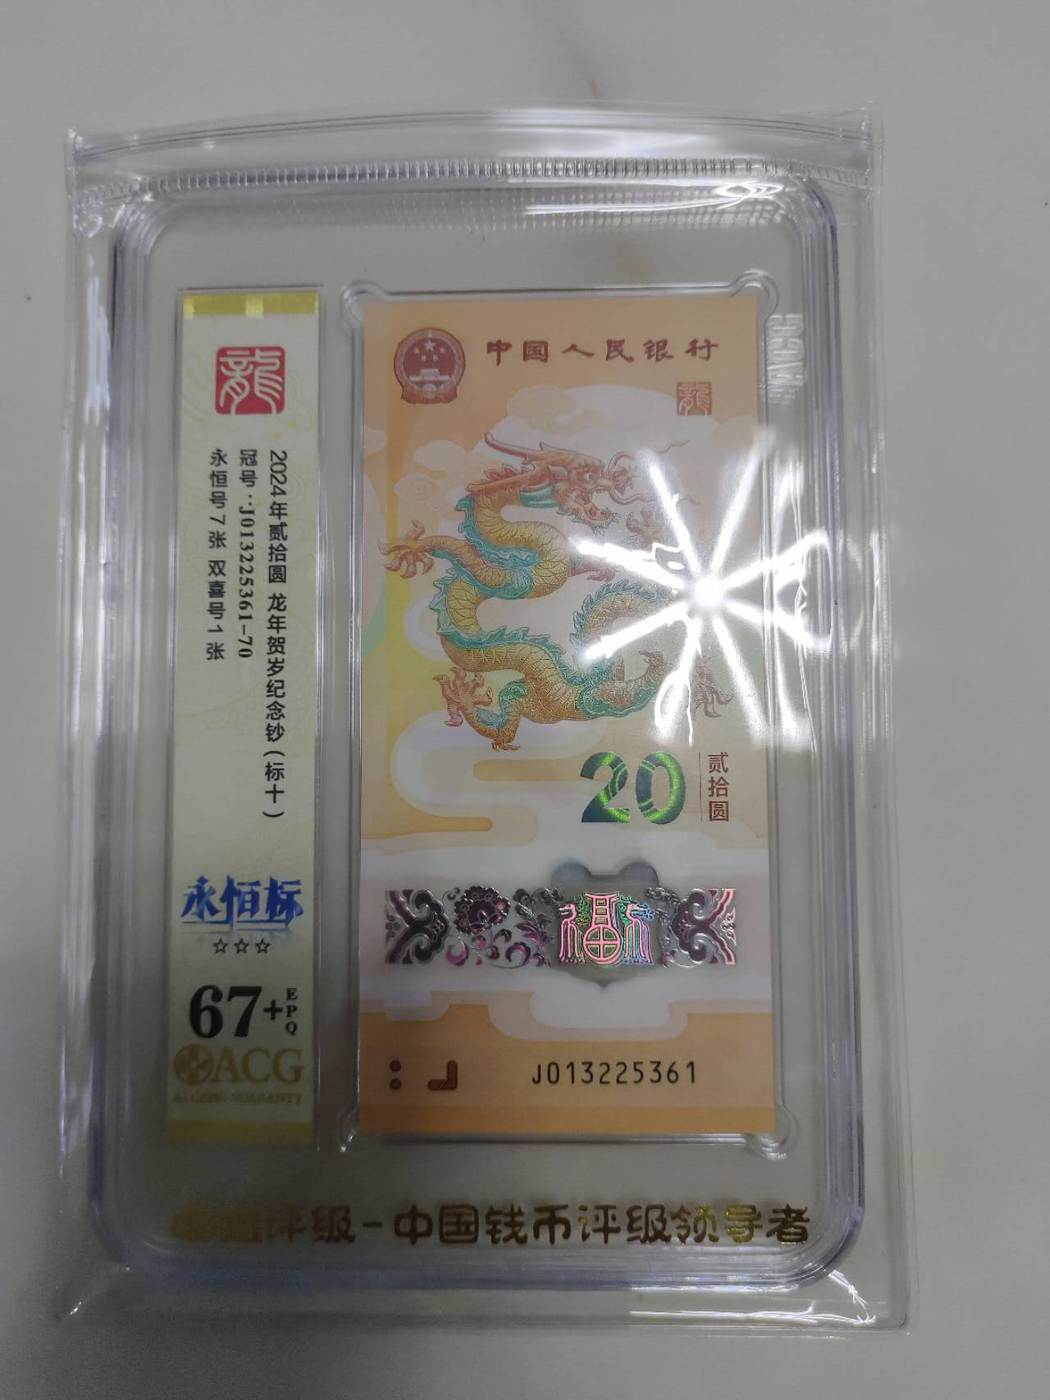 龍
2024年贰拾圆 龙年贺岁纪念钞(标十)
冠号:J013225361-70
永恒号7张 双喜号1张
永恒标
☆☆☆
67+
EPQ
ACG
中国人民银行
龍
20
贰拾圆
福
J013225361
评级-中国钱币评级领导者